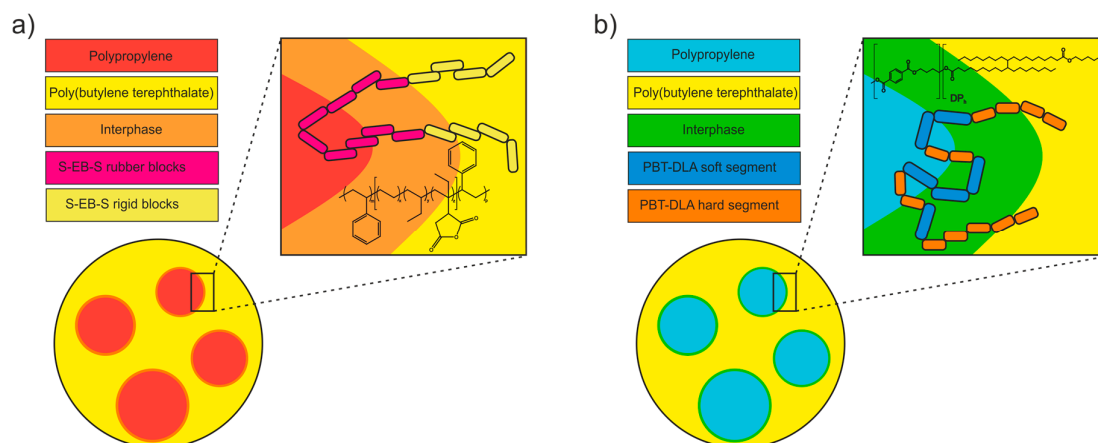 a)
Polypropylene
Poly(butylene terephthalate)
Interphase
S-EB-S rubber blocks
S-EB-S rigid blocks
O
O
O
b)
Polypropylene
Poly(butylene terephthalate)
Interphase
PBT-DLA soft segment
PBT-DLA hard segment
DP